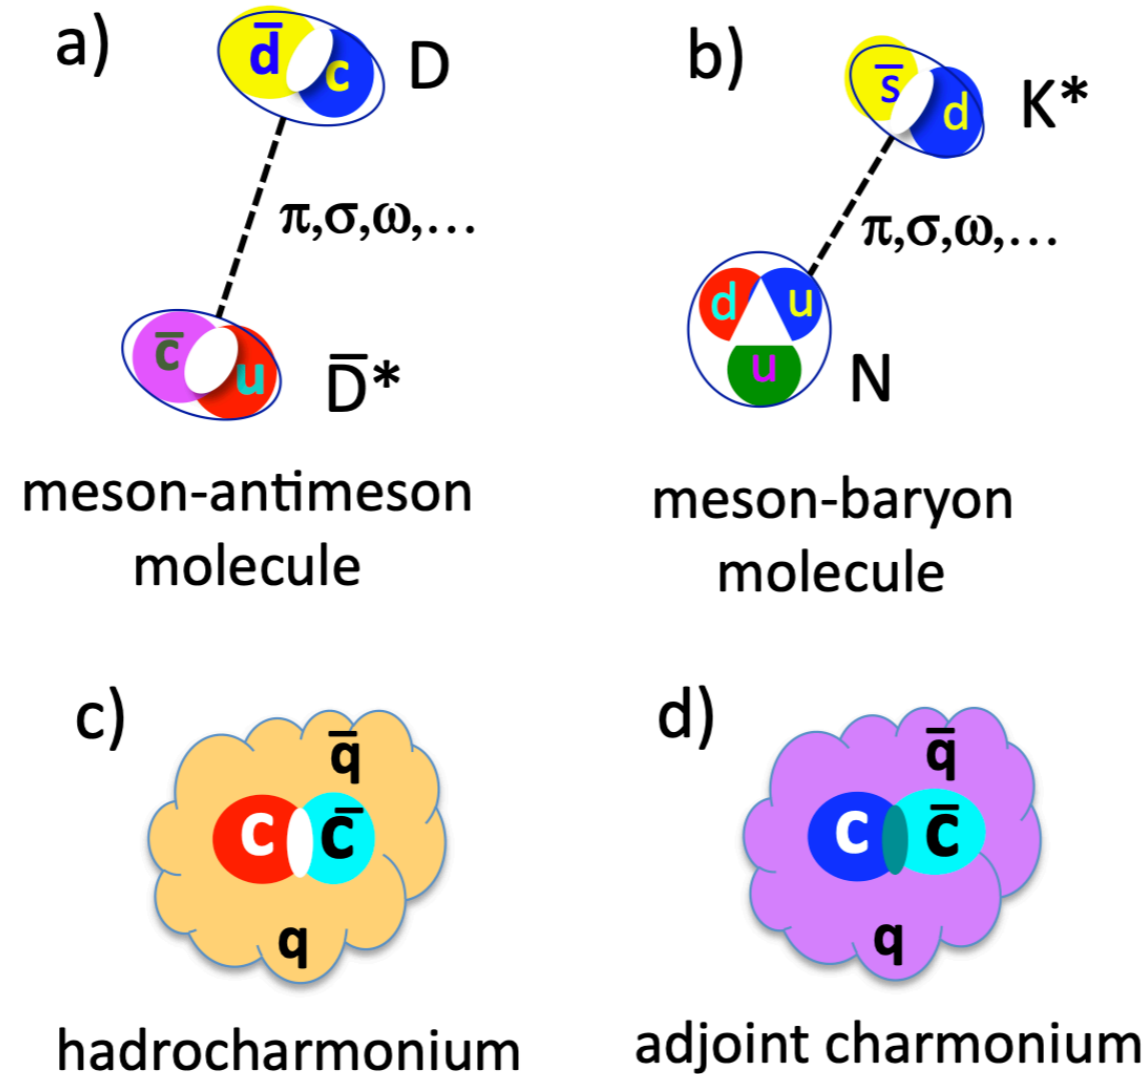 a)
d̄ c D
π,σ,ω,...
c̄ u D̄*
meson-antimeson
molecule
b)
s̄ d K*
π,σ,ω,...
d u
u N
meson-baryon
molecule
c)
q̄
c c̄
q
hadrocharmonium
d)
q̄
c c̄
q
adjoint charmonium